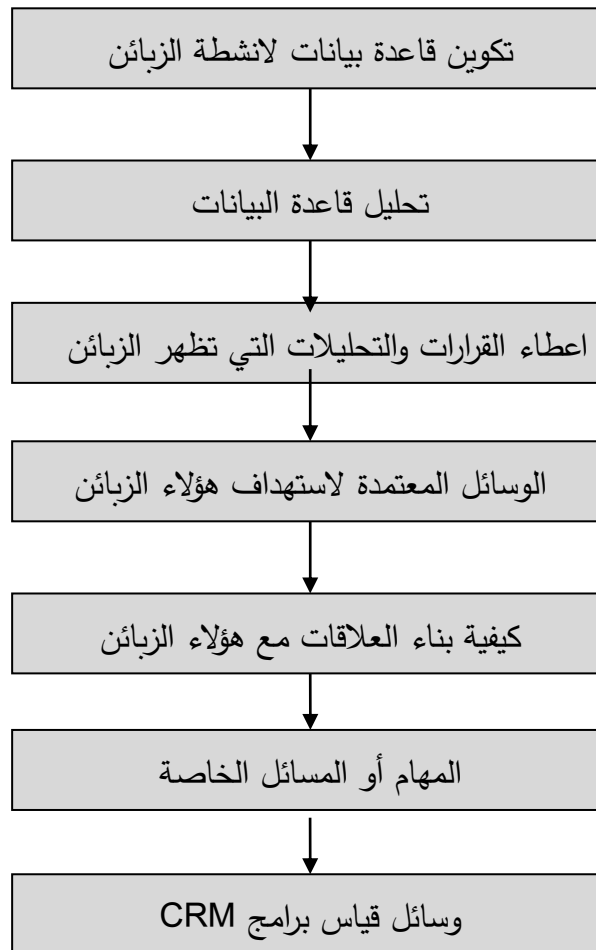 تكوين قاعدة بيانات لانشطة الزبائن
تحليل قاعدة البيانات
اعطاء القرارات والتحليلات التي تظهر الزبائن
الوسائل المعتمدة لاستهداف هؤلاء الزبائن
كيفية بناء العلاقات مع هؤلاء الزبائن
المهام أو المسائل الخاصة
وسائل قياس برامج CRM